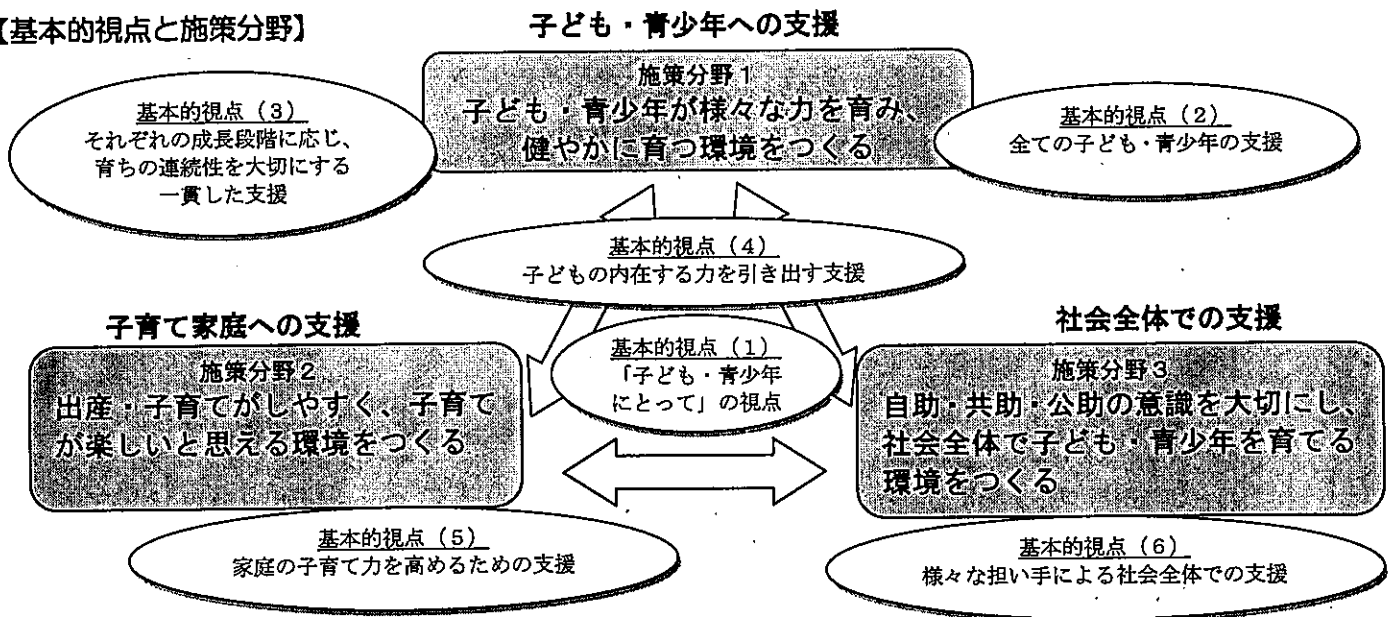 【基本的視点と施策分野】
子ども・青少年への支援
施策分野１
子ども・青少年が様々な力を育み、
健やかに育つ環境をつくる
基本的視点（３）
それぞれの成長段階に応じ、
育ちの連続性を大切にする
一貫した支援
基本的視点（２）
全ての子ども・青少年の支援
基本的視点（４）
子どもの内在する力を引き出す支援
子育て家庭への支援
施策分野２
出産・子育てがしやすく、子育て
が楽しいと思える環境をつくる
基本的視点（１）
「子ども・青少年
にとって」の視点
社会全体での支援
施策分野３
自助・共助・公助の意識を大切にし、
社会全体で子ども・青少年を育てる
環境をつくる
基本的視点（５）
家庭の子育て力を高めるための支援
基本的視点（６）
様々な担い手による社会全体での支援